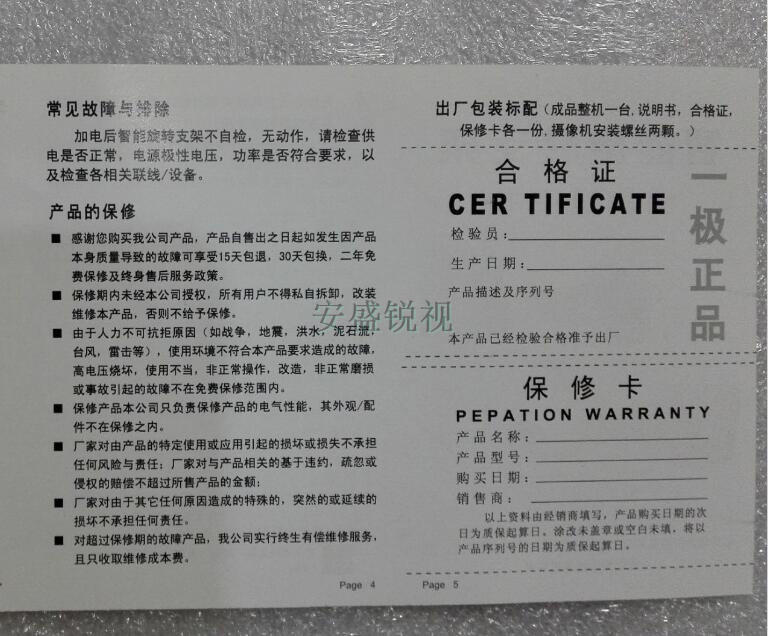 常见故障与排除
加电后智能旋转支架不自检，无动作，请检查供
电是否正常，电源极性电压，功率是否符合要求，以
及检查各相关联线/设备。
产品的保修
■ 感谢您购买我公司产品，产品自售出之日起如发生因产品
本身质量导致的故障可享受15天包退，30天包换，二年免
费保修及终身售后服务政策。
■ 保修期内未经本公司授权，所有用户不得私自拆卸，改装
维修本产品，否则不给予保修。
■ 由于人力不可抗拒原因（如战争，地震，洪水，泥石流，
台风，雷击等），使用环境不符合本产品要求造成的故障，
高电压烧坏，使用不当，非正常操作，改造，非正常磨损
或事故引起的故障不在免费保修范围内。
■ 保修产品本公司只负责保修产品的电气性能，其外观/配
件不在保修之内。
■ 厂家对由产品的特定使用或应用引起的损坏或损失不承担
任何风险与责任；厂家对与产品相关的基于违约，疏忽或
侵权的赔偿不超过所售产品的金额；
■ 厂家对由于其它任何原因造成的特殊的，突然的或延续的
损坏不承担任何责任。
■ 对超过保修期的故障产品，我公司实行终生有偿维修服务，
且只收取维修成本费。
Page 4
出厂包装标配（成品整机一台，说明书，合格证，
保修卡各一份，摄像机安装螺丝两颗。）
合格证
CER TIFICATE
检验员：
生产日期：
产品描述及序列号
本产品已经检验合格准予出厂
一极正品
保修卡
PEPATION WARRANTY
产品名称：
产品型号：
购买日期：
销售商：
以上资料由经销商填写，产品购买日期的次
日为质保起算日。涂改未盖章或空白未填，将以
产品序列号的日期为质保起算日。
Page 5
安盛锐视